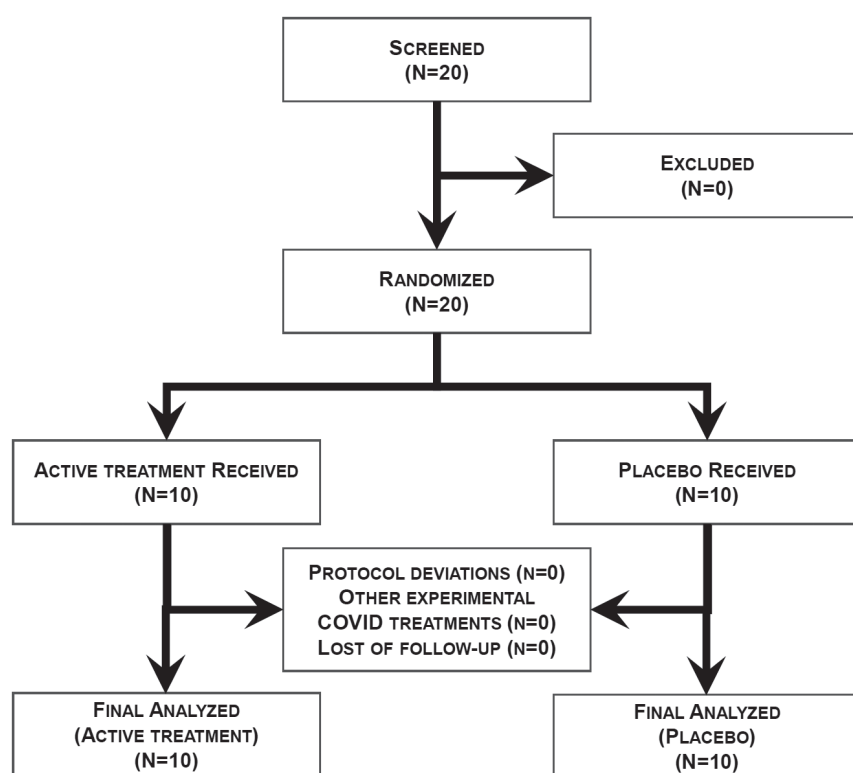 Screened
(N=20)
Excluded
(N=0)
Randomized
(N=20)
Active treatment Received
(N=10)
Placebo Received
(N=10)
Protocol deviations (n=0)
Other experimental
COVID treatments (n=0)
Lost of follow-up (n=0)
Final Analyzed
(Active treatment)
(N=10)
Final Analyzed
(Placebo)
(N=10)